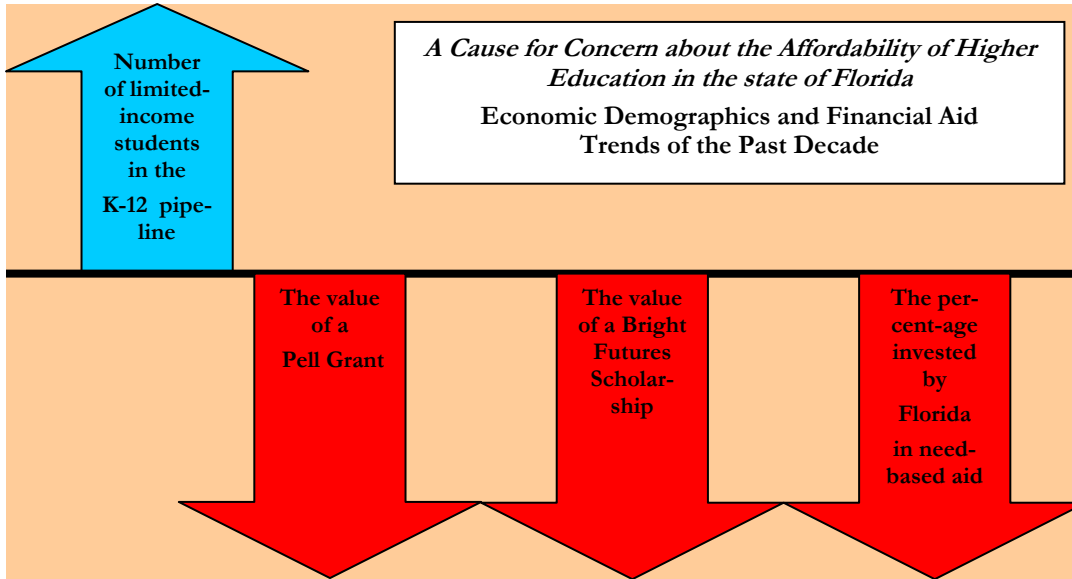 Number
of limited-
income
students
in the
K-12 pipe-
line
A Cause for Concern about the Affordability of Higher
Education in the state of Florida
Economic Demographics and Financial Aid
Trends of the Past Decade
The value
of a
Pell Grant
The value
of a Bright
Futures
Scholar-
ship
The per-
cent-age
invested
by
Florida
in need-
based aid